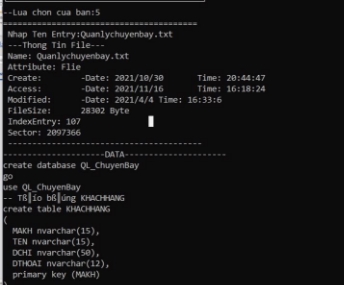 --Lua chon cua ban:5
========================================
Nhap Ten Entry:Quanlychuyenbay.txt
---Thong Tin File---
Name: Quanlychuyenbay.txt
Attribute: Flie
Create: -Date: 2021/10/30 Time: 20:44:47
Access: -Date: 2021/11/16 Time: 16:18:24
Modified: -Date: 2021/4/4 Time: 16:33:6
FileSize: 28302 Byte
IndexEntry: 107
Sector: 2097366
----------------------------------------
--------------------DATA---------------------
create database QL_ChuyenBay
go
use QL_ChuyenBay
-- Tß║ío bß║úng KHACHHANG
create table KHACHHANG
(
MAKH nvarchar(15),
TEN nvarchar(15),
DCHI nvarchar(50),
DTHOAI nvarchar(12),
primary key (MAKH)